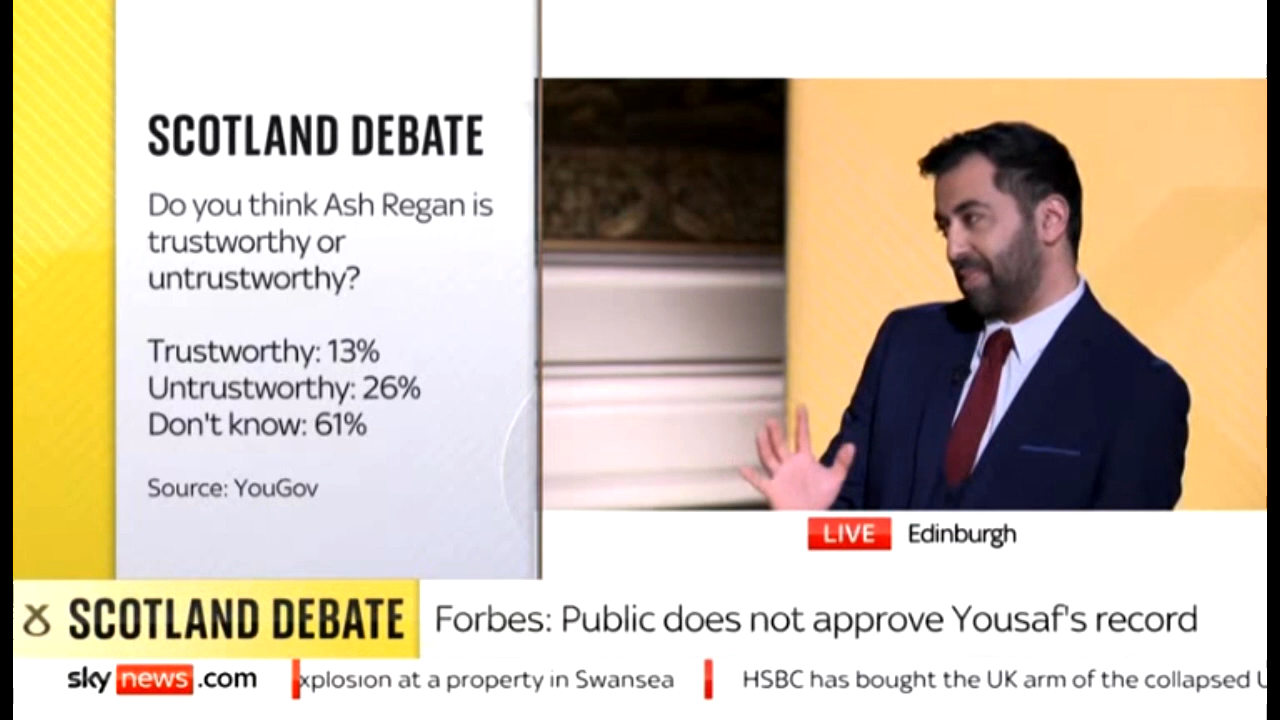 SCOTLAND DEBATE
Do you think Ash Regan is
trustworthy or
untrustworthy?
Trustworthy: 13%
Untrustworthy: 26%
Don't know: 61%
Source: YouGov
LIVE Edinburgh
SCOTLAND DEBATE Forbes: Public does not approve Yousaf's record
sky news.com xplosion at a property in Swansea HSBC has bought the UK arm of the collapsed U